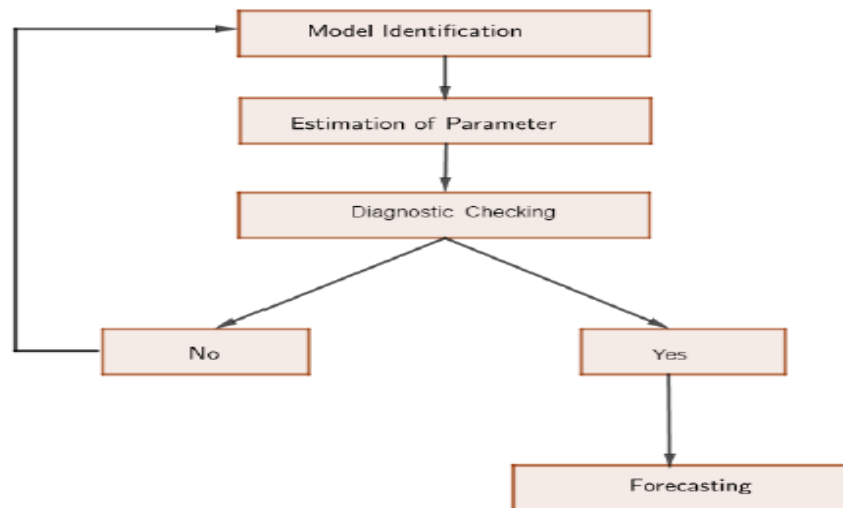 Model Identification
Estimation of Parameter
Diagnostic Checking
No
Yes
Forecasting